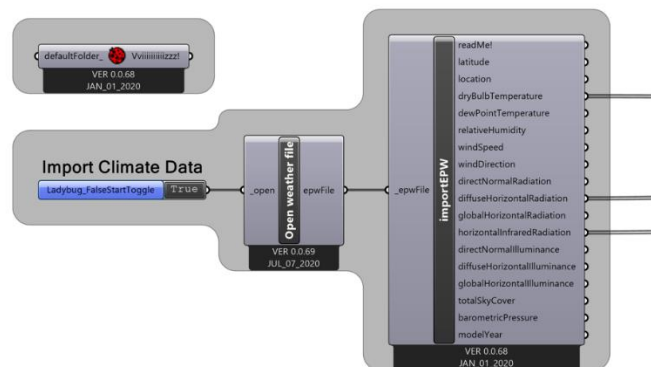 defaultFolder_ Vviiiiiiiiiizzz!
VER 0.0.68
JAN_01_2020
Import Climate Data
Ladybug_FalseStartToggle True
_open Open weather file epwFile
VER 0.0.69
JUL_07_2020
_epwFile importEPW
readMe!
latitude
location
dryBulbTemperature
dewPointTemperature
relativeHumidity
windSpeed
windDirection
directNormalRadiation
diffuseHorizontalRadiation
globalHorizontalRadiation
horizontalInfraredRadiation
directNormalIlluminance
diffuseHorizontalIlluminance
globalHorizontalIlluminance
totalSkyCover
barometricPressure
modelYear
VER 0.0.68
JAN_01_2020